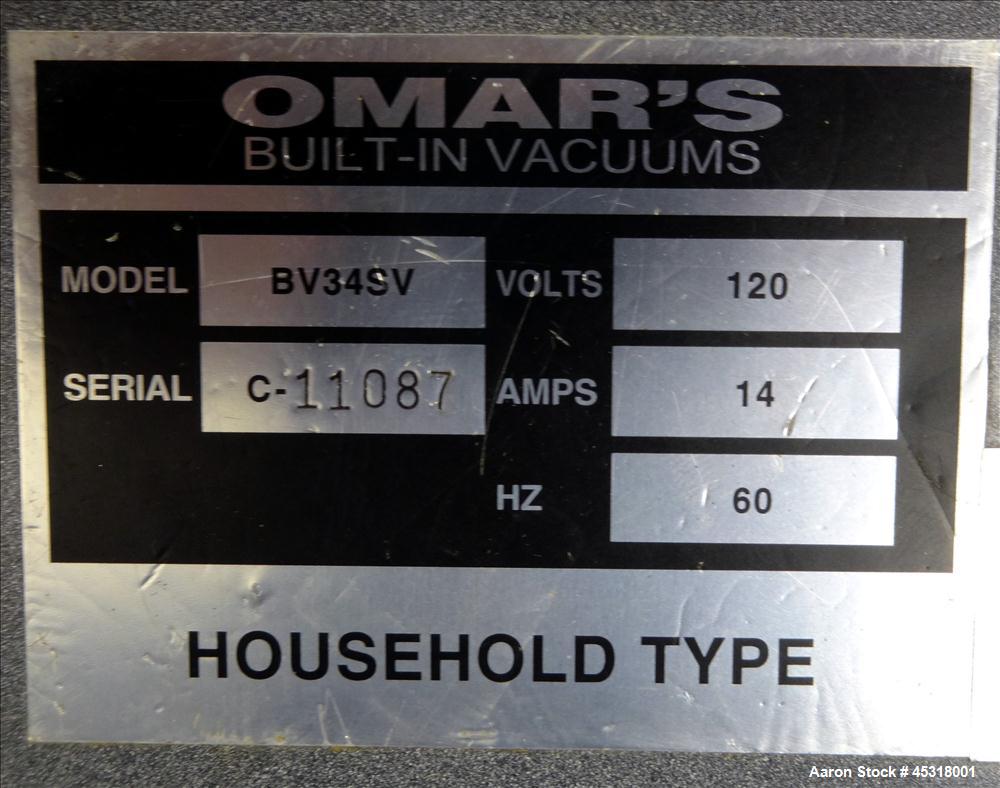 OMAR'S
BUILT-IN VACUUMS
MODEL BV34SV VOLTS 120
SERIAL C-11087 AMPS 14
HZ 60
HOUSEHOLD TYPE
Aaron Stock # 45318001